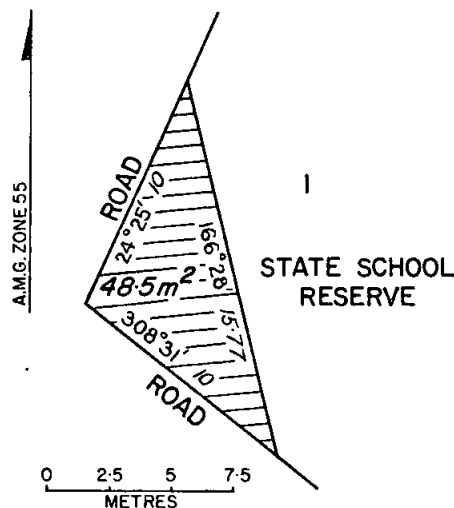 A.M.G. ZONE 55
ROAD
24°25' 10
1
166°28' 15·77
STATE SCHOOL
RESERVE
48.5m²
308°31' 10
ROAD
0 2·5 5 7·5
METRES